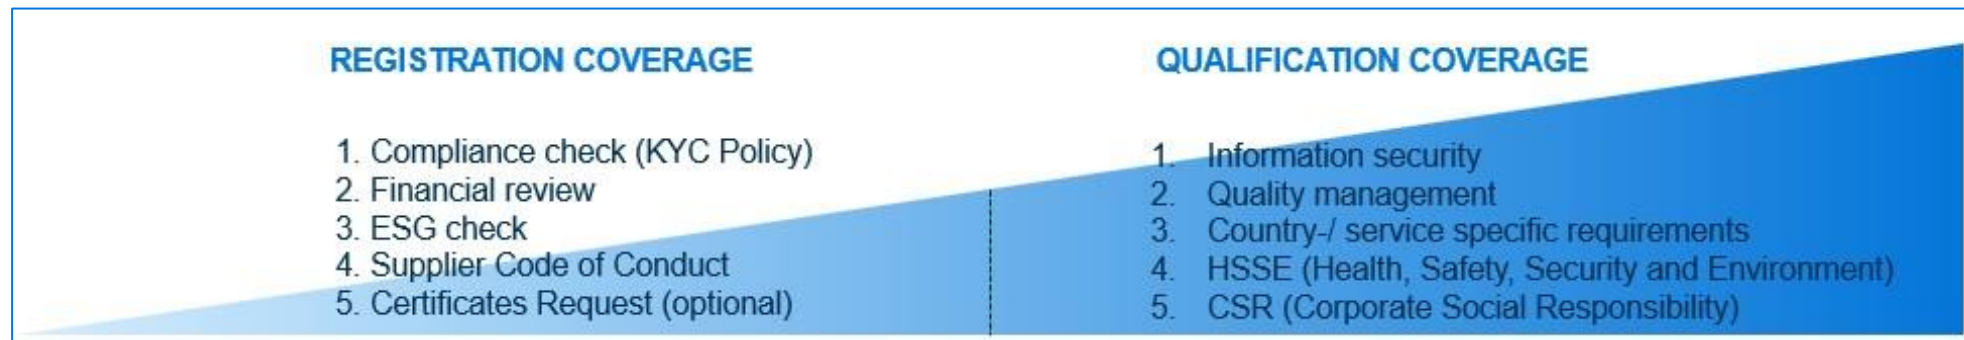 REGISTRATION COVERAGE
1. Compliance check (KYC Policy)
2. Financial review
3. ESG check
4. Supplier Code of Conduct
5. Certificates Request (optional)
QUALIFICATION COVERAGE
1. Information security
2. Quality management
3. Country-/ service specific requirements
4. HSSE (Health, Safety, Security and Environment)
5. CSR (Corporate Social Responsibility)